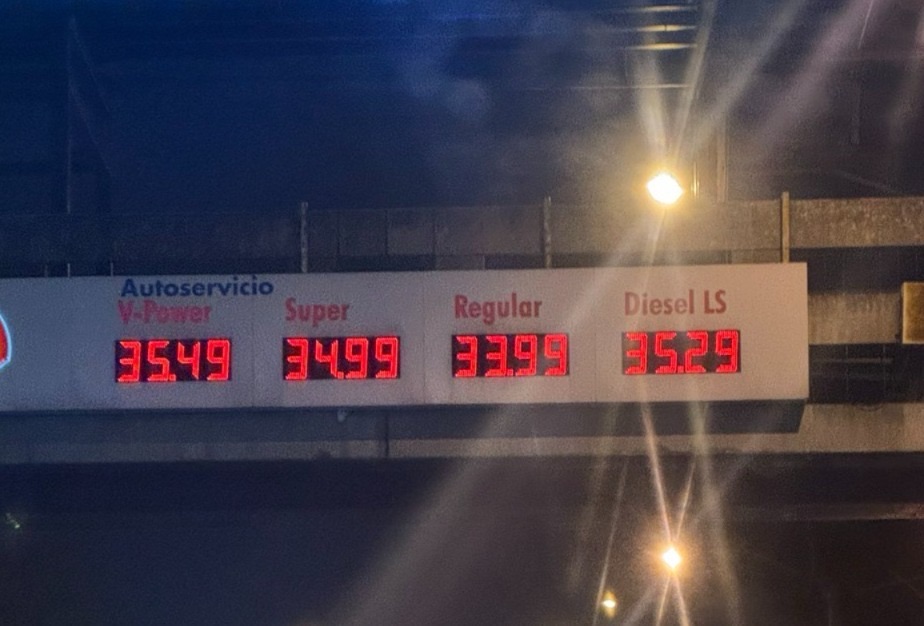 Autoservicio
V-Power Super Regular Diesel LS
35.49 34.99 33.99 35.29